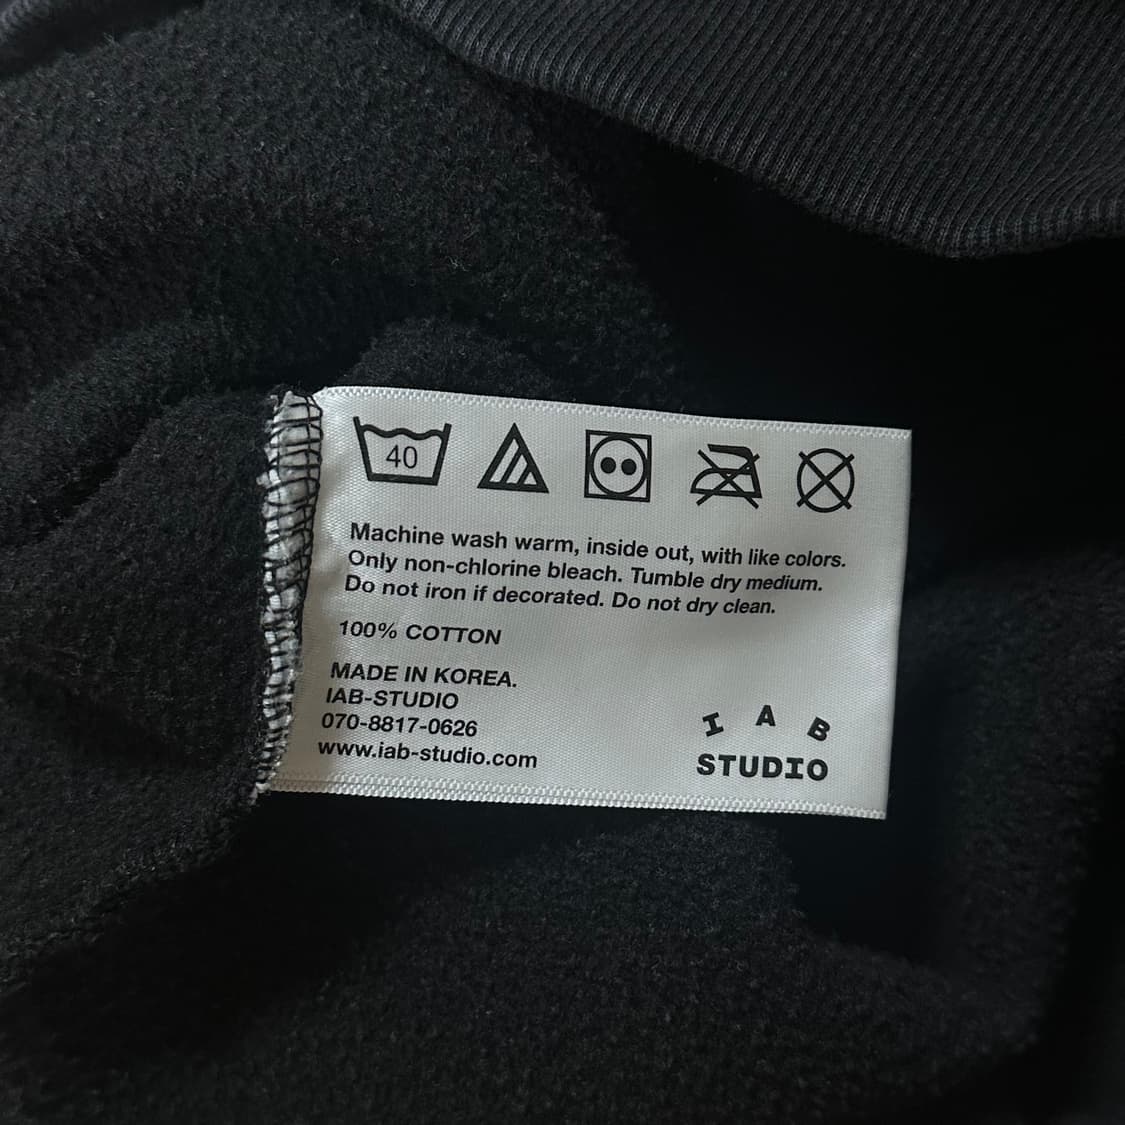 40
Machine wash warm, inside out, with like colors.
Only non-chlorine bleach. Tumble dry medium.
Do not iron if decorated. Do not dry clean.
100% COTTON
MADE IN KOREA.
IAB-STUDIO
070-8817-0626
www.iab-studio.com
I A B
STUDIO